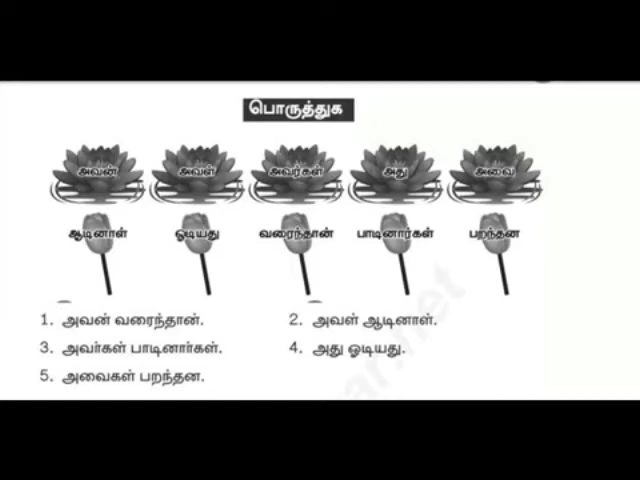 பொருத்துக
அவன் அவள் அவர்கள் அது அவை
ஆடினாள் ஓடியது வரைந்தான் பாடினார்கள் பறந்தன
1. அவன் வரைந்தான். 2. அவள் ஆடினாள்.
3. அவர்கள் பாடினார்கள். 4. அது ஓடியது.
5. அவைகள் பறந்தன.